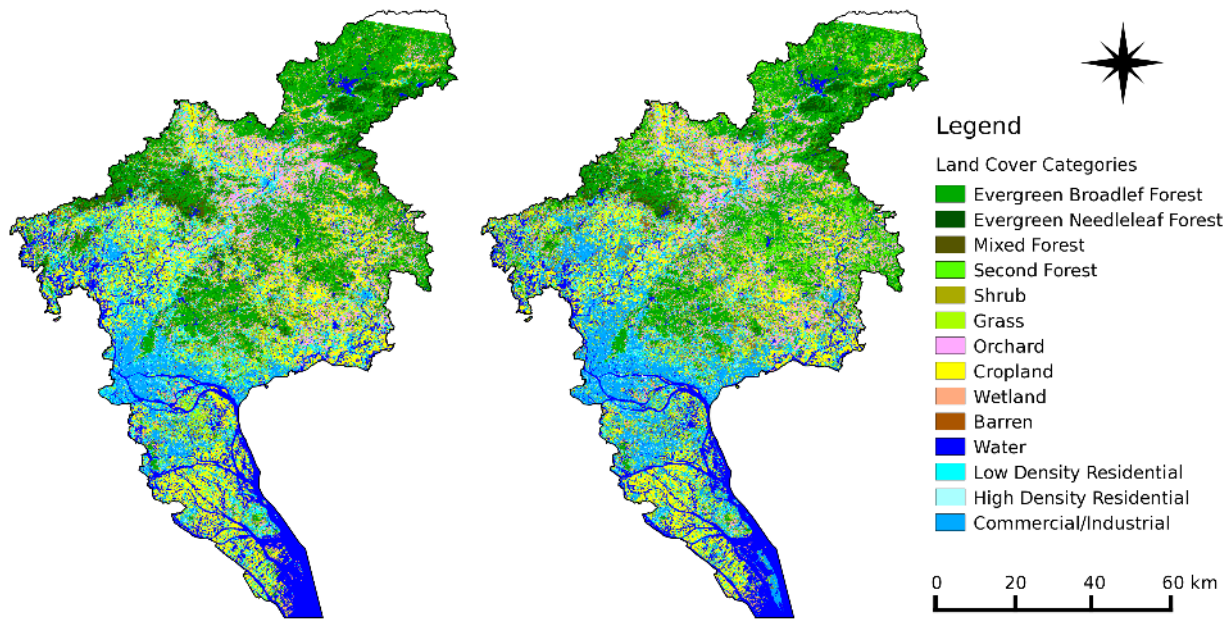 Legend
Land Cover Categories
Evergreen Broadlef Forest
Evergreen Needleleaf Forest
Mixed Forest
Second Forest
Shrub
Grass
Orchard
Cropland
Wetland
Barren
Water
Low Density Residential
High Density Residential
Commercial/Industrial
0 20 40 60 km